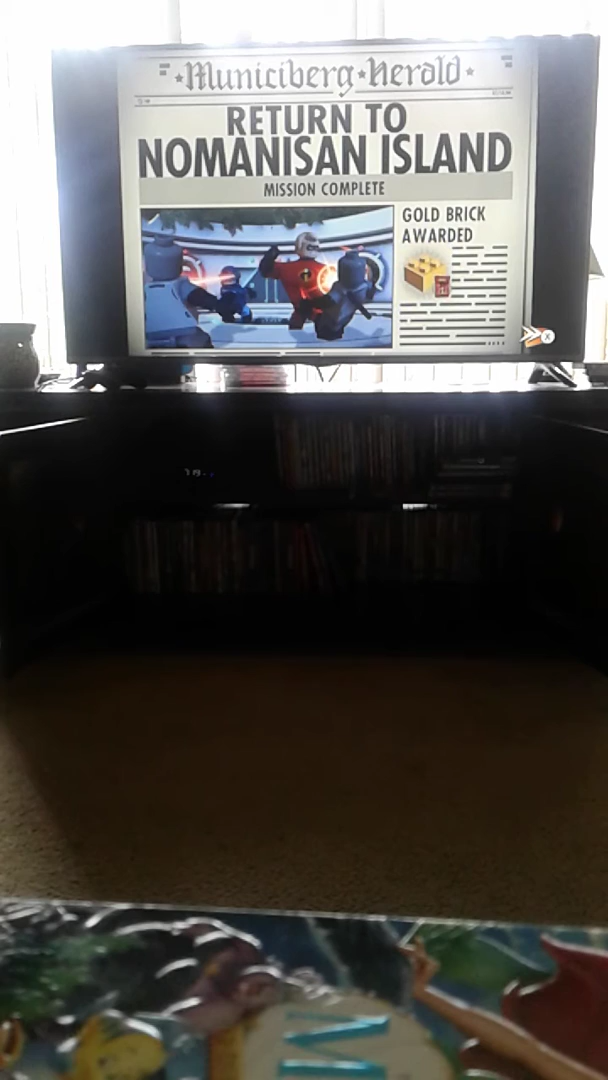 Municiberg Herald
RETURN TO
NOMANISAN ISLAND
MISSION COMPLETE
GOLD BRICK
AWARDED
X
M